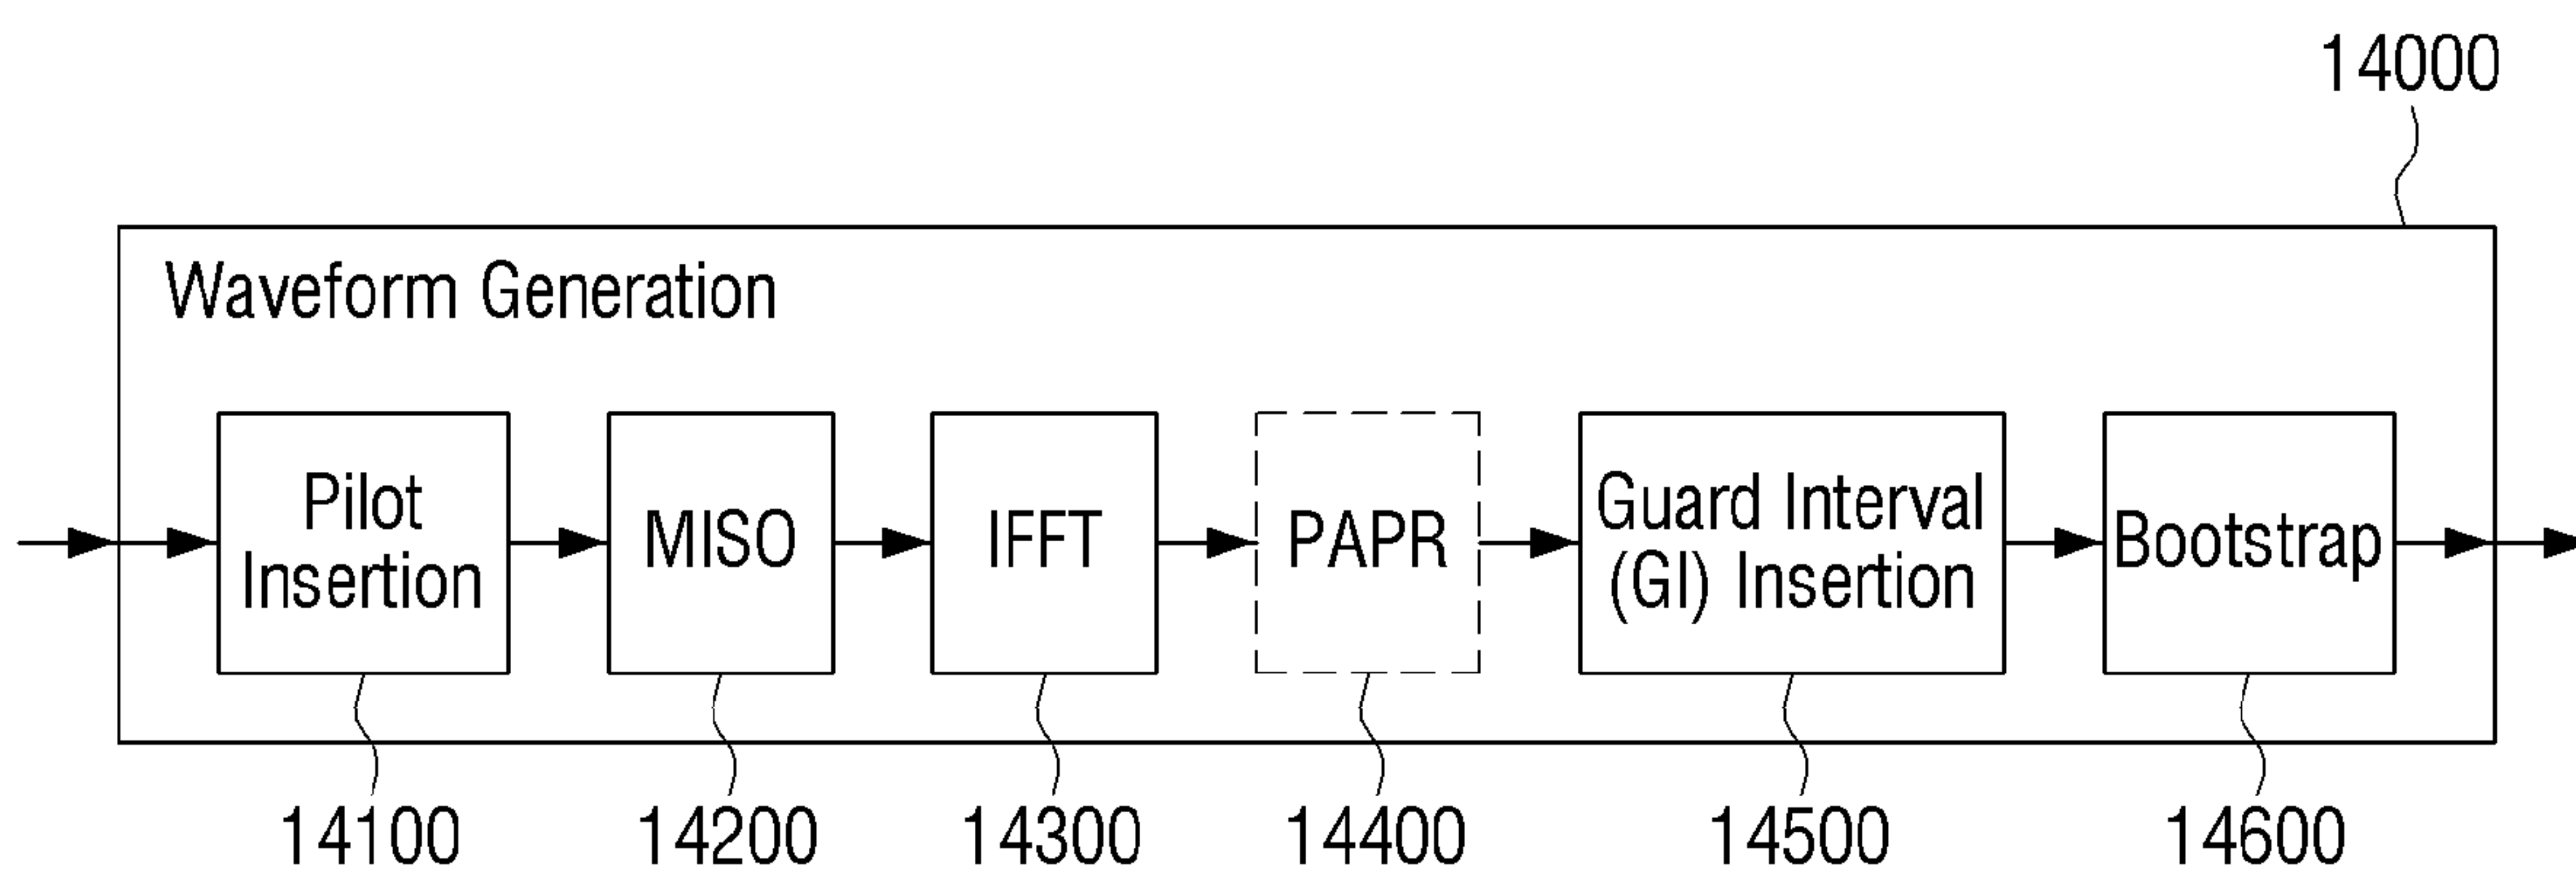 14000
Waveform Generation
Pilot
Insertion
MISO
IFFT
PAPR
Guard Interval
(GI) Insertion
Bootstrap
14100
14200
14300
14400
14500
14600